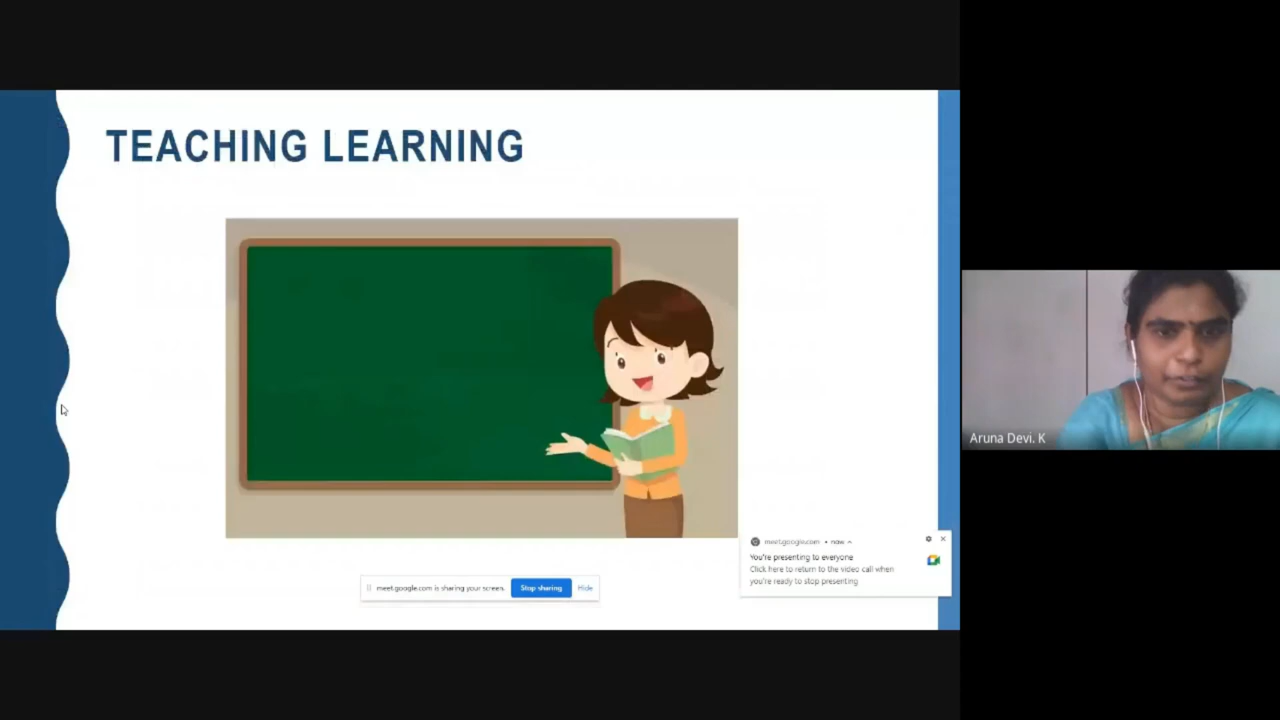 TEACHING LEARNING
Aruna Devi. K
meet.google.com • now
You're presenting to everyone
Click here to return to the video call when
you're ready to stop presenting
meet.google.com is sharing your screen.
Stop sharing
Hide